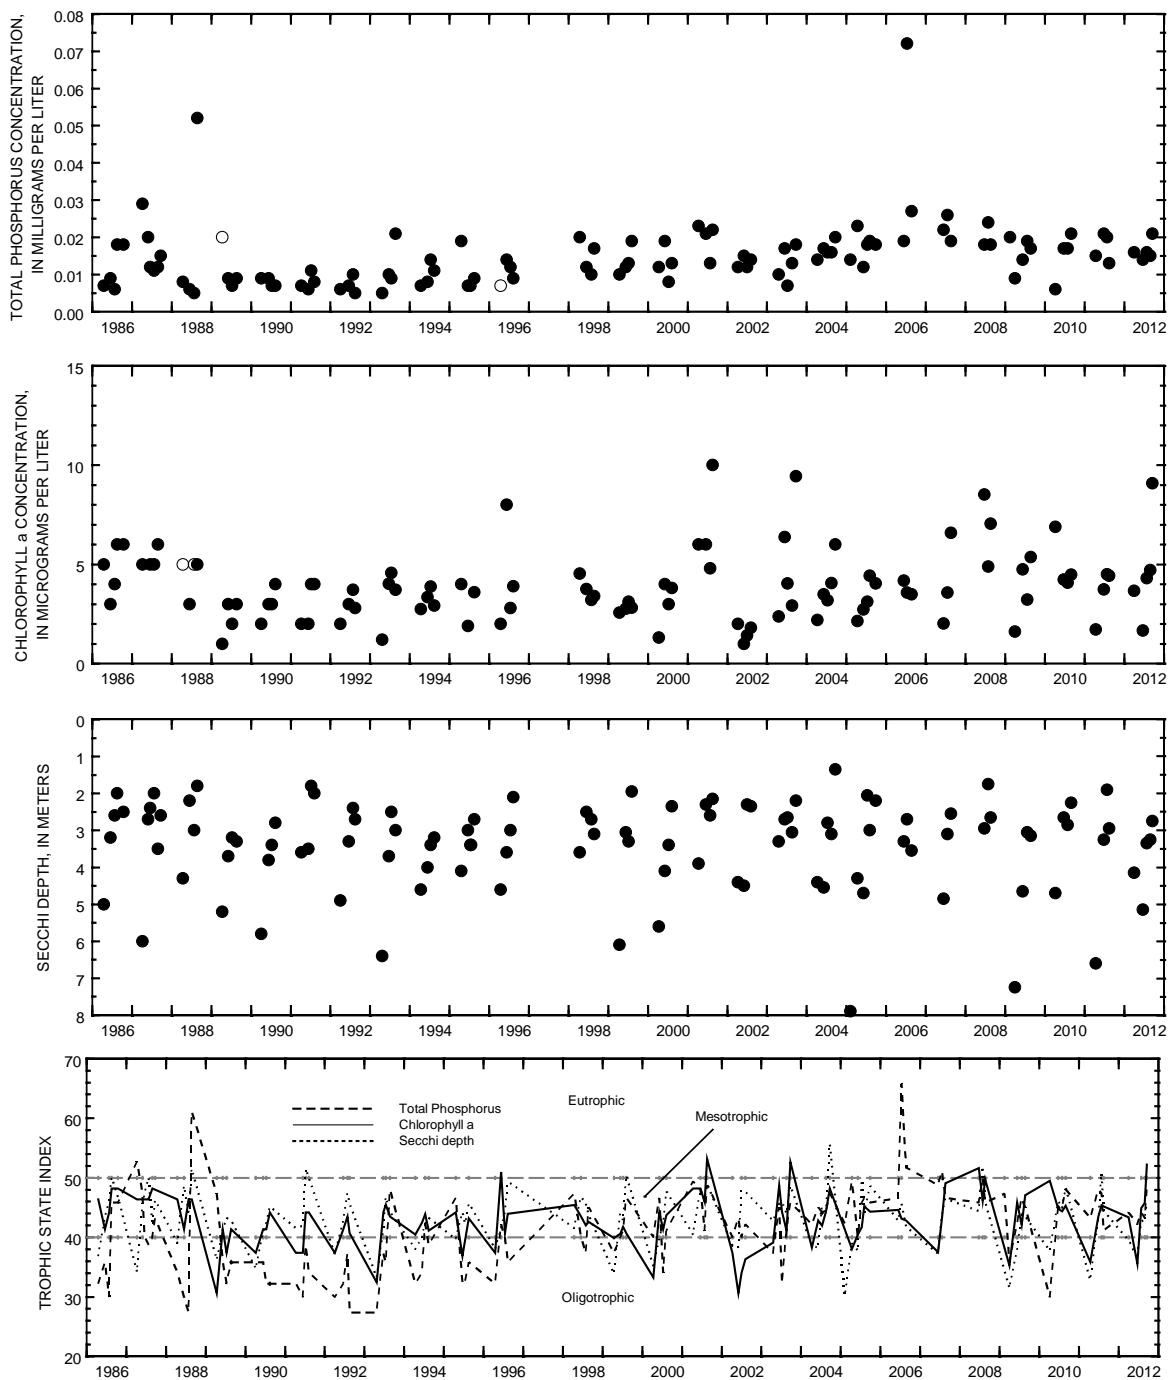 TOTAL PHOSPHORUS CONCENTRATION,
IN MILLIGRAMS PER LITER
0.08
0.07
0.06
0.05
0.04
0.03
0.02
0.01
0.00
1986 1988 1990 1992 1994 1996 1998 2000 2002 2004 2006 2008 2010 2012
CHLOROPHYLL a CONCENTRATION,
IN MICROGRAMS PER LITER
15
10
5
0
1986 1988 1990 1992 1994 1996 1998 2000 2002 2004 2006 2008 2010 2012
SECCHI DEPTH, IN METERS
0
1
2
3
4
5
6
7
8
1986 1988 1990 1992 1994 1996 1998 2000 2002 2004 2006 2008 2010 2012
TROPHIC STATE INDEX
70
60
50
40
30
20
Total Phosphorus
Chlorophyll a
Secchi depth
Eutrophic
Mesotrophic
Oligotrophic
1986 1988 1990 1992 1994 1996 1998 2000 2002 2004 2006 2008 2010 2012